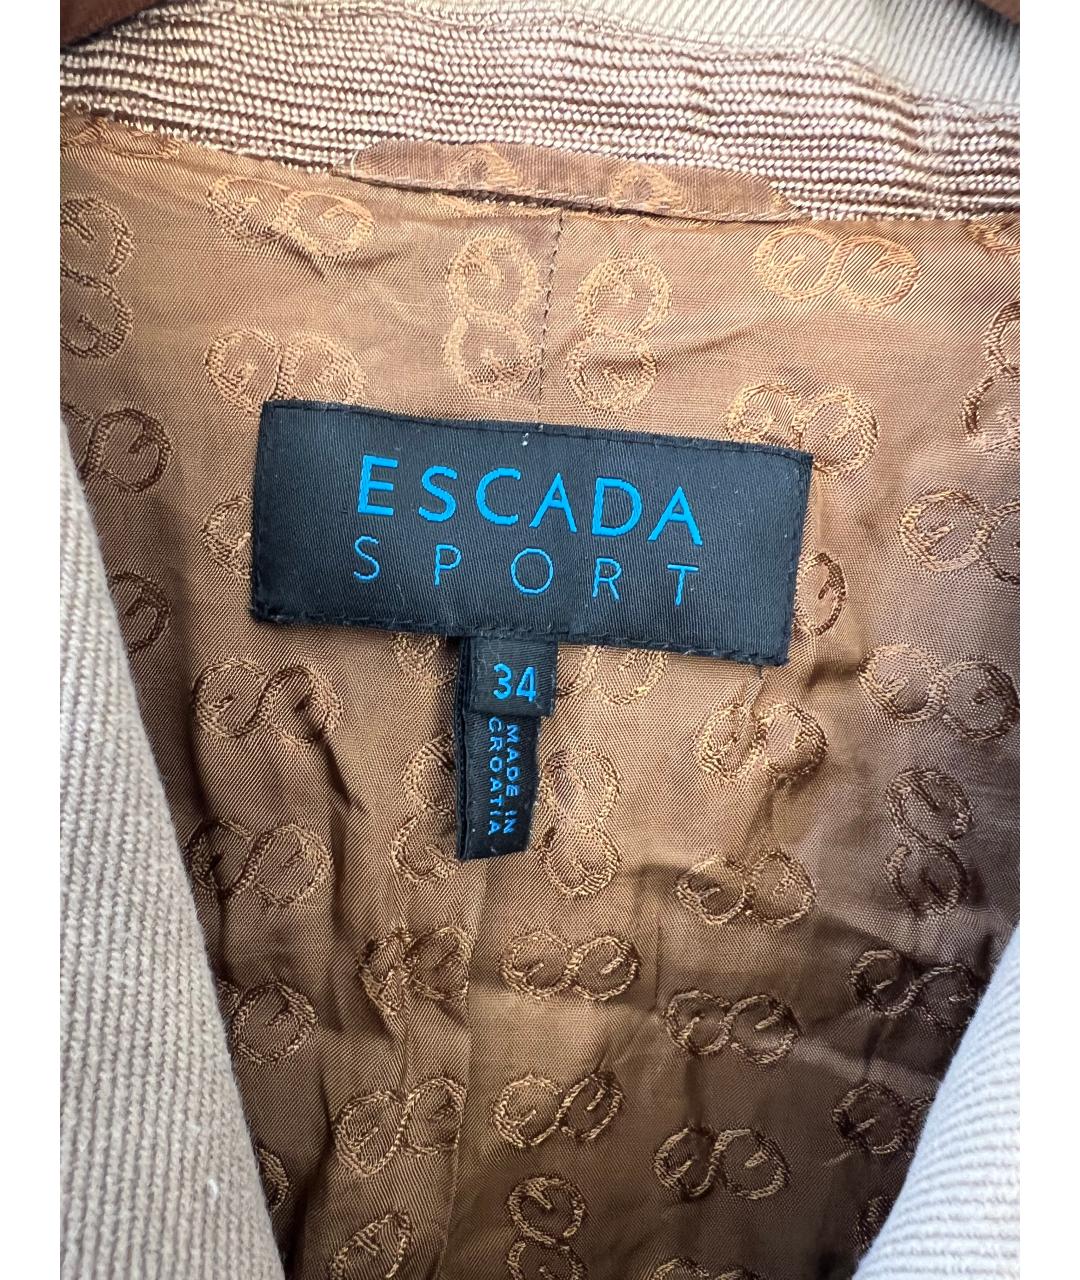 ESCADA
SPORT
34
MADE IN
CROATIA